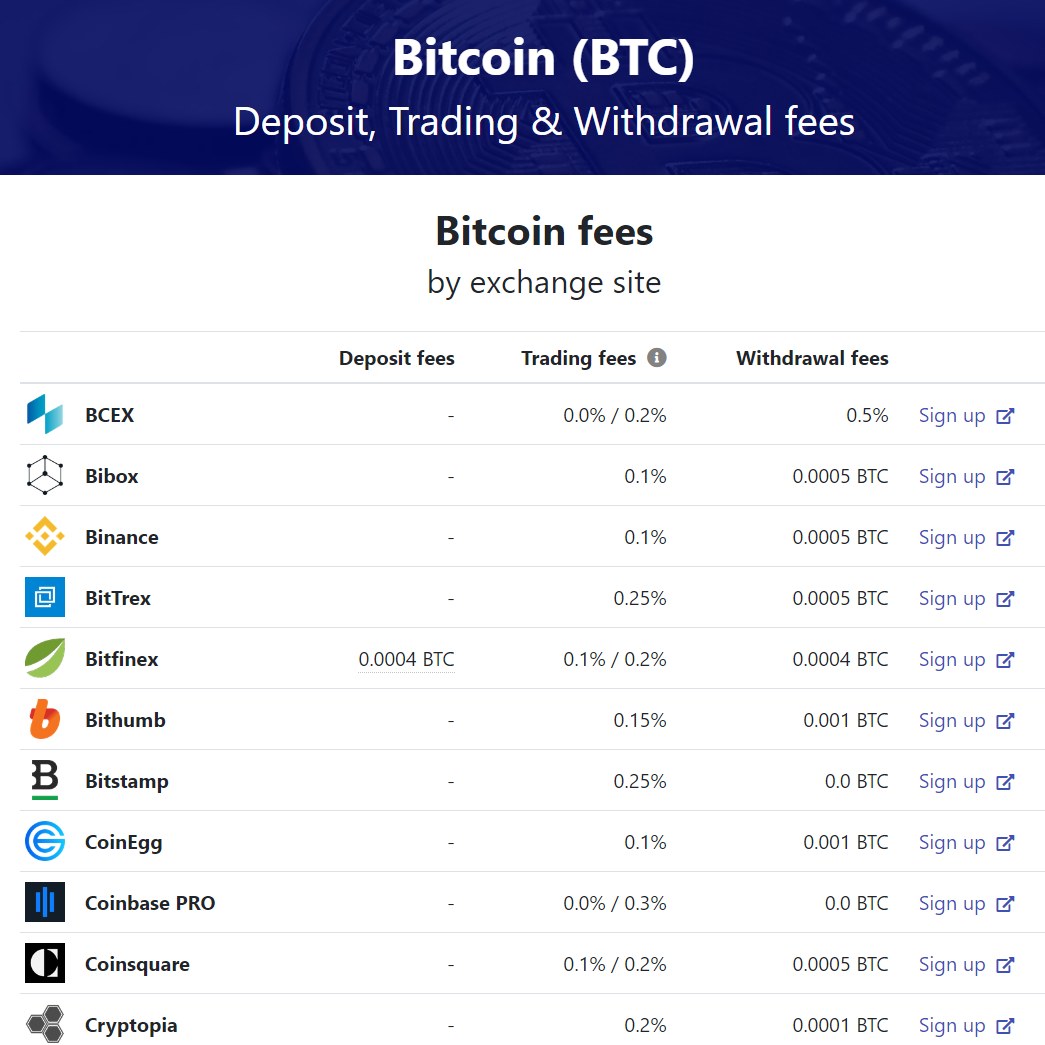 Bitcoin (BTC)
Deposit, Trading & Withdrawal fees
Bitcoin fees
by exchange site
Deposit fees Trading fees Withdrawal fees
BCEX - 0.0% / 0.2% 0.5% Sign up
Bibox - 0.1% 0.0005 BTC Sign up
Binance - 0.1% 0.0005 BTC Sign up
BitTrex - 0.25% 0.0005 BTC Sign up
Bitfinex 0.0004 BTC 0.1% / 0.2% 0.0004 BTC Sign up
Bithumb - 0.15% 0.001 BTC Sign up
Bitstamp - 0.25% 0.0 BTC Sign up
CoinEgg - 0.1% 0.001 BTC Sign up
Coinbase PRO - 0.0% / 0.3% 0.0 BTC Sign up
Coinsquare - 0.1% / 0.2% 0.0005 BTC Sign up
Cryptopia - 0.2% 0.0001 BTC Sign up